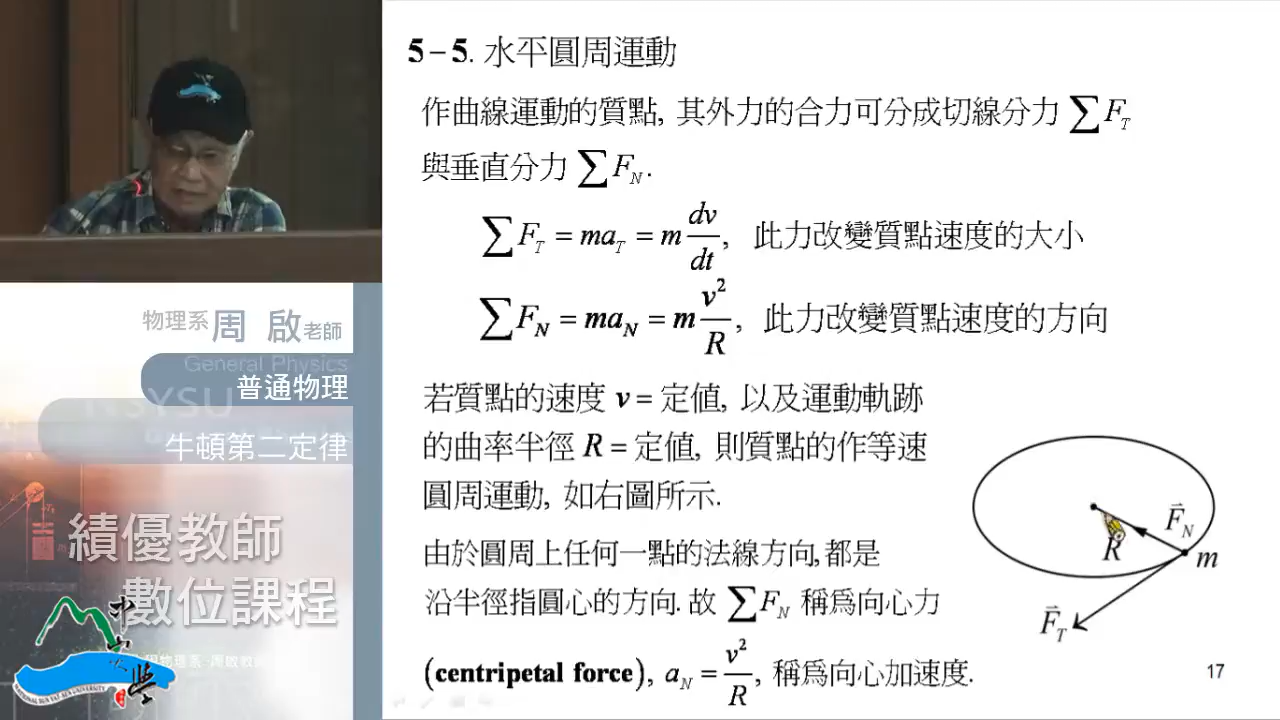 5－5. 水平圓周運動
作曲線運動的質點, 其外力的合力可分成切線分力 ∑F_T
與垂直分力 ∑F_N.
∑F_T = ma_T = m dv/dt, 此力改變質點速度的大小
∑F_N = ma_N = m v²/R, 此力改變質點速度的方向
若質點的速度 v = 定值, 以及運動軌跡
的曲率半徑 R = 定值, 則質點的作等速
圓周運動, 如右圖所示.
由於圓周上任何一點的法線方向, 都是
沿半徑指圓心的方向. 故 ∑F_N 稱為向心力
(centripetal force), a_N = v²/R, 稱為向心加速度.
F⃗_N
R
m
F⃗_T
17
物理系 周 啟 老師
General Physics
普通物理
NSYSU
牛頓第二定律
績優教師
數位課程